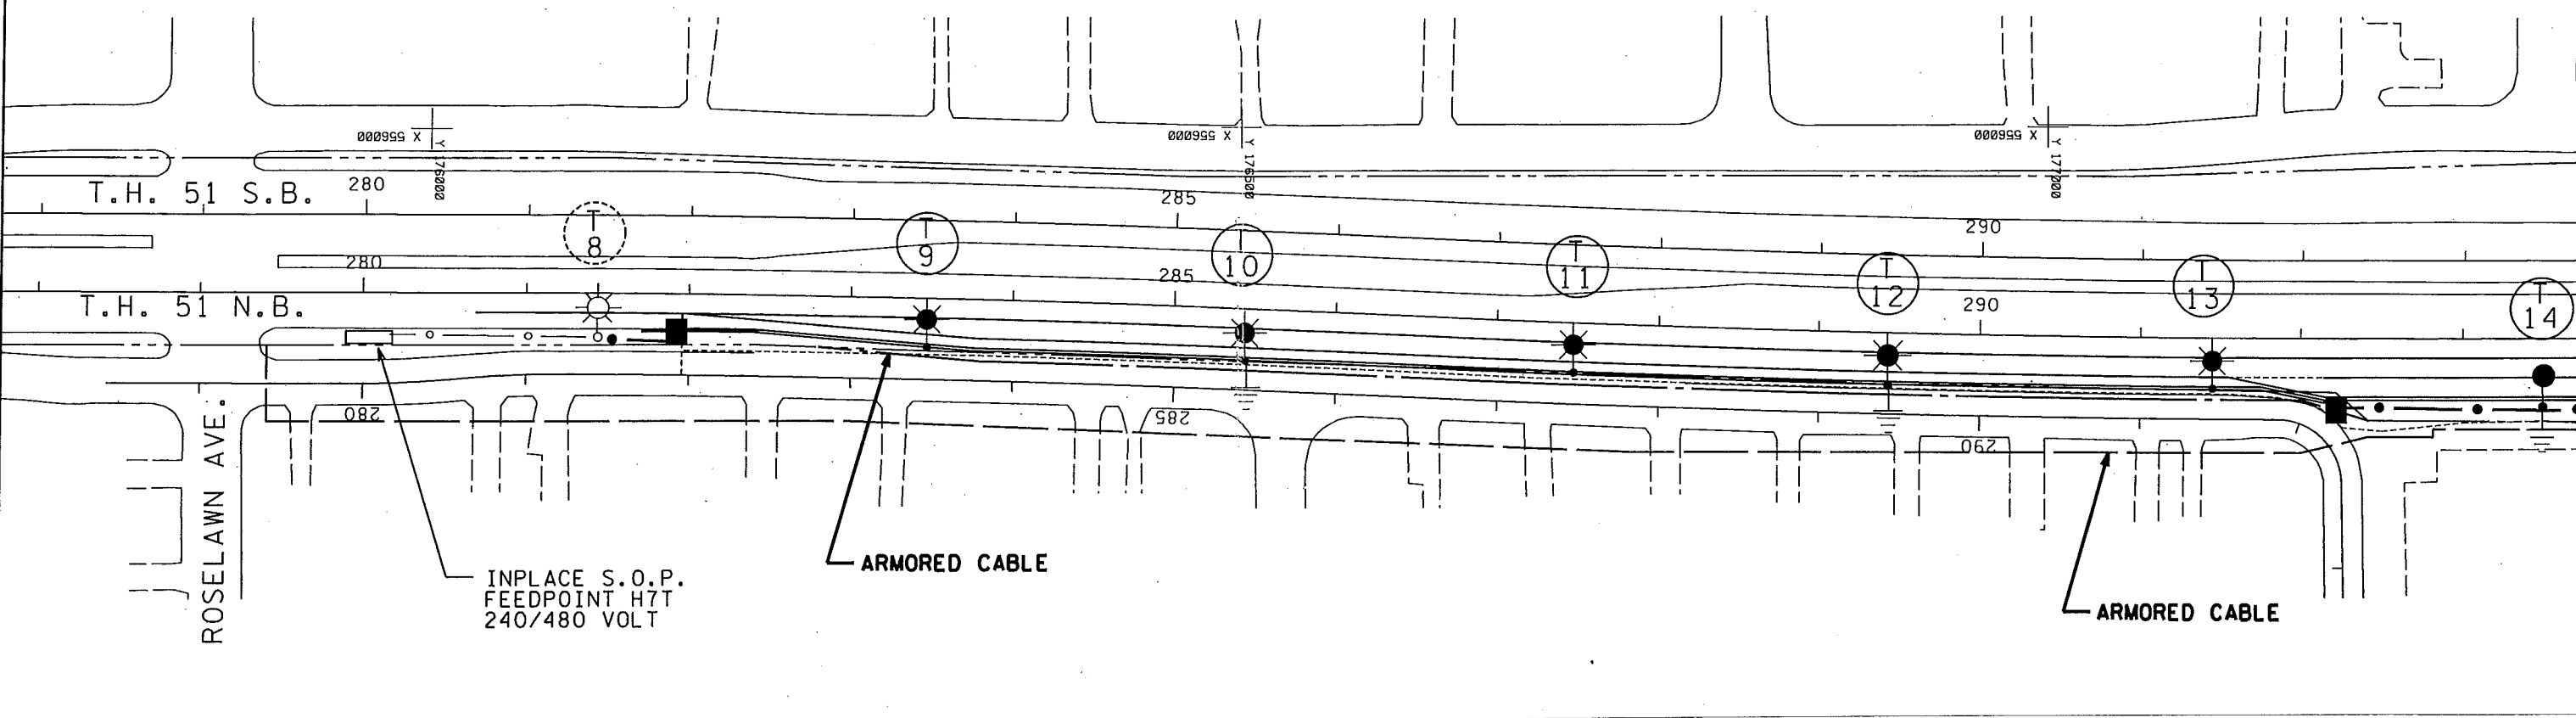 X 556000
Y 176000
X 556000
Y 176500
X 556000
Y 177000
T.H. 51 S.B.
280
285
290
T
8
T
9
T
10
T
11
T
12
T
13
T
14
280
285
290
T.H. 51 N.B.
280
285
290
ROSELAWN AVE.
INPLACE S.O.P.
FEEDPOINT H7T
240/480 VOLT
ARMORED CABLE
ARMORED CABLE